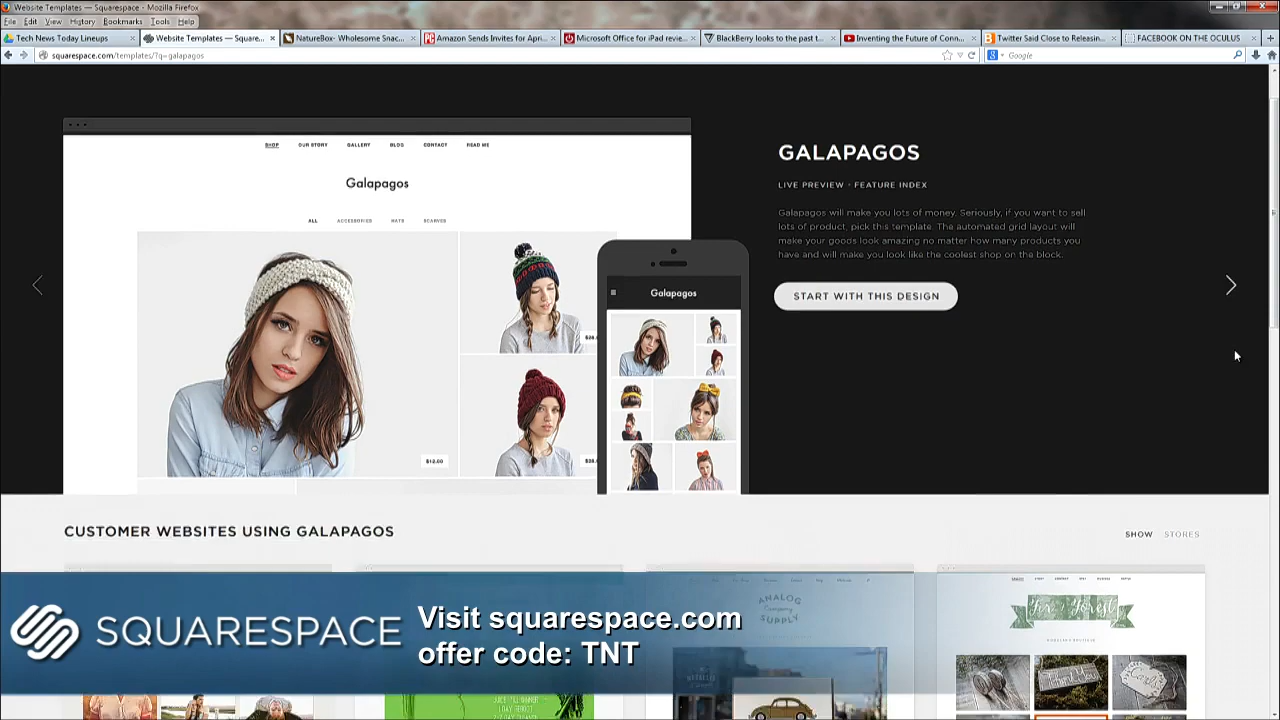 Website Templates — Squarespace - Mozilla Firefox
File Edit View History Bookmarks Tools Help
Tech News Today Lineups
Website Templates — Square...
NatureBox- Wholesome Snac...
Amazon Sends Invites for Apri...
Microsoft Office for iPad revie...
BlackBerry looks to the past t...
Inventing the Future of Conn...
Twitter Said Close to Releasin...
FACEBOOK ON THE OCULUS
squarespace.com/templates/?q=galapagos
Google
SHOP OUR STORY GALLERY BLOG CONTACT READ ME
Galapagos
ALL ACCESSORIES HATS SCARVES
$12.00
Galapagos
GALAPAGOS
LIVE PREVIEW · FEATURE INDEX
Galapagos will make you lots of money. Seriously, if you want to sell
lots of product, pick this template. The automated grid layout will
make your goods look amazing no matter how many products you
have and will make you look like the coolest shop on the block.
START WITH THIS DESIGN
CUSTOMER WEBSITES USING GALAPAGOS
SHOW STORES
ANALOG
Company
SUPPLY
SQUARESPACE
Visit squarespace.com
offer code: TNT